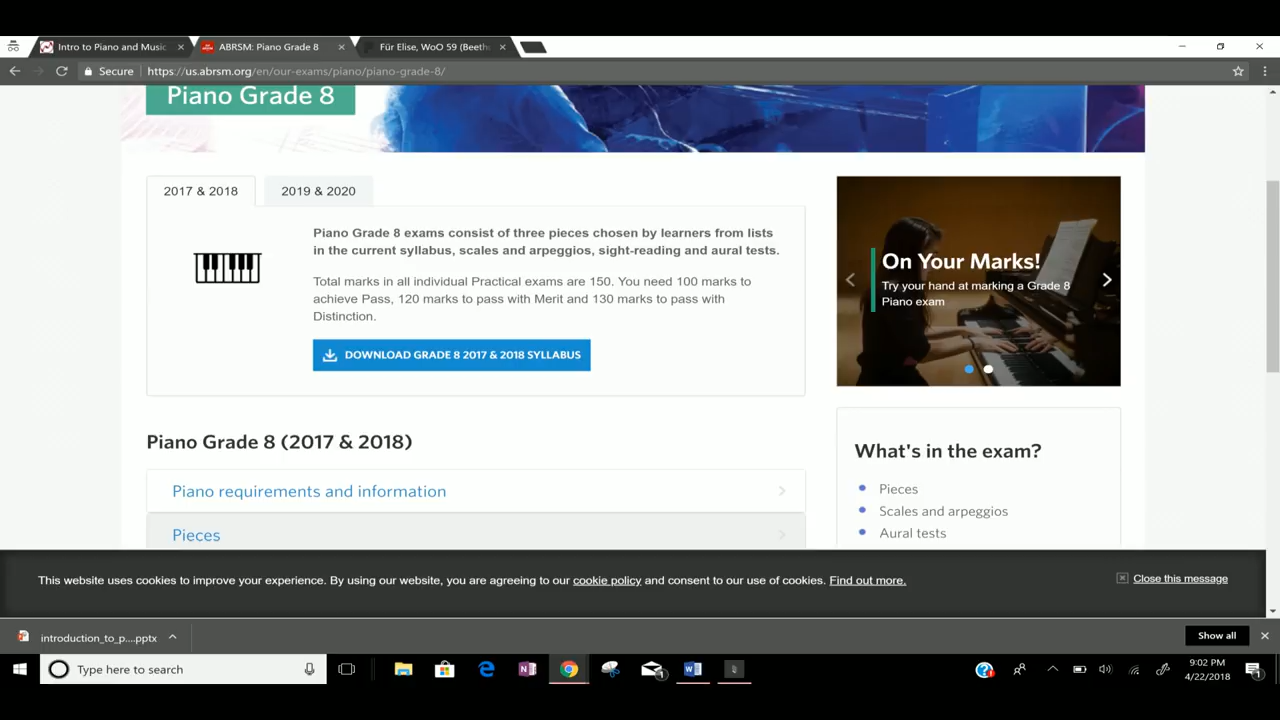 Intro to Piano and Music
ABRSM: Piano Grade 8
Für Elise, WoO 59 (Beeth
Secure
https://us.abrsm.org/en/our-exams/piano/piano-grade-8/
Piano Grade 8
2017 & 2018
2019 & 2020
Piano Grade 8 exams consist of three pieces chosen by learners from lists
in the current syllabus, scales and arpeggios, sight-reading and aural tests.
Total marks in all individual Practical exams are 150. You need 100 marks to
achieve Pass, 120 marks to pass with Merit and 130 marks to pass with
Distinction.
DOWNLOAD GRADE 8 2017 & 2018 SYLLABUS
On Your Marks!
Try your hand at marking a Grade 8
Piano exam
Piano Grade 8 (2017 & 2018)
Piano requirements and information
Pieces
What's in the exam?
Pieces
Scales and arpeggios
Aural tests
This website uses cookies to improve your experience. By using our website, you are agreeing to our cookie policy and consent to our use of cookies. Find out more.
Close this message
introduction_to_p....pptx
Show all
Type here to search
9:02 PM
4/22/2018